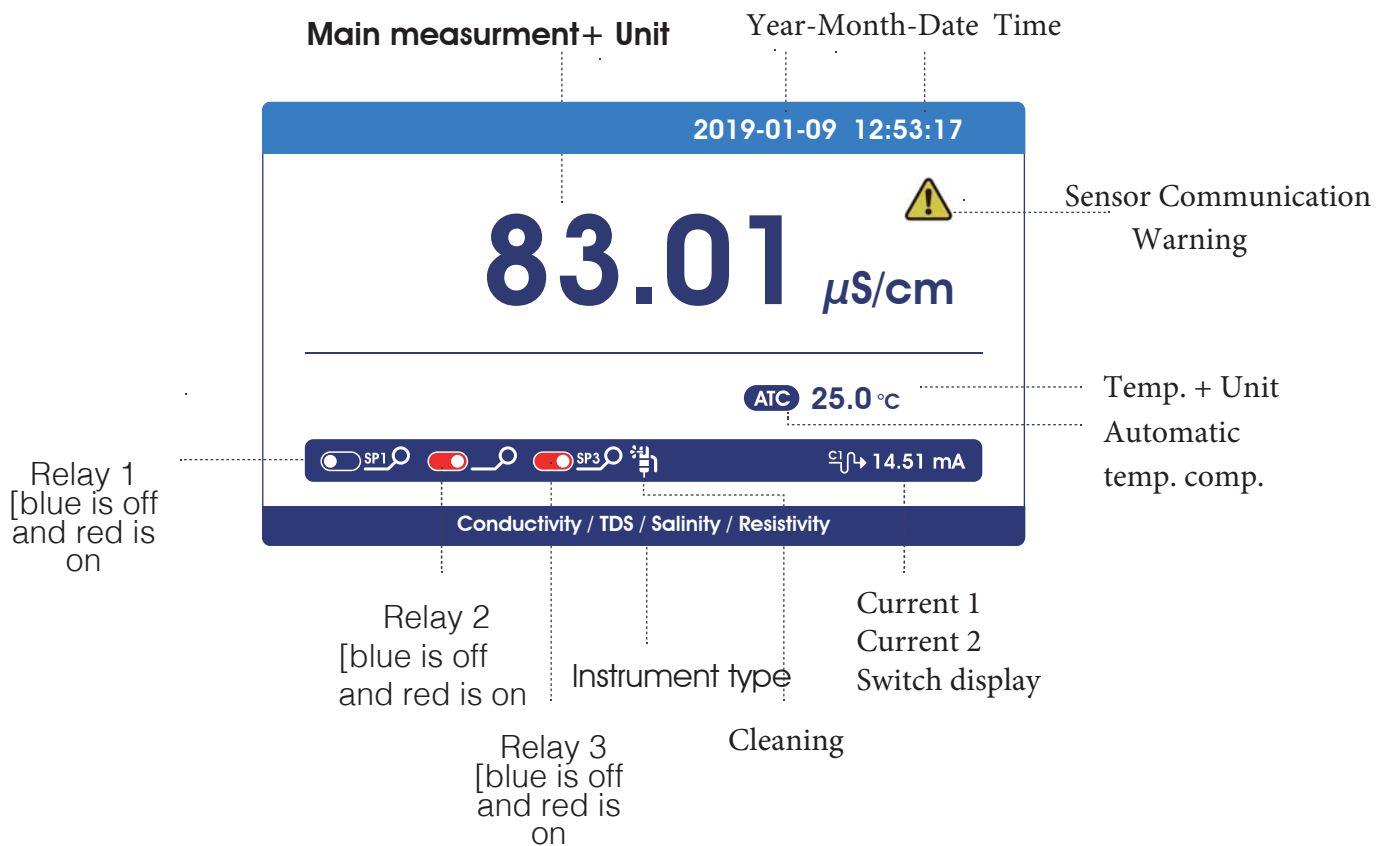 Main measurment+ Unit
Year-Month-Date Time
2019-01-09 12:53:17
83.01 μS/cm
Sensor Communication
Warning
ATC 25.0 °C
Temp. + Unit
Automatic
temp. comp.
SP1
SP3
C1 14.51 mA
Relay 1
[blue is off
and red is
on
Conductivity / TDS / Salinity / Resistivity
Relay 2
[blue is off
and red is on
Instrument type
Current 1
Current 2
Switch display
Relay 3
[blue is off
and red is
on
Cleaning